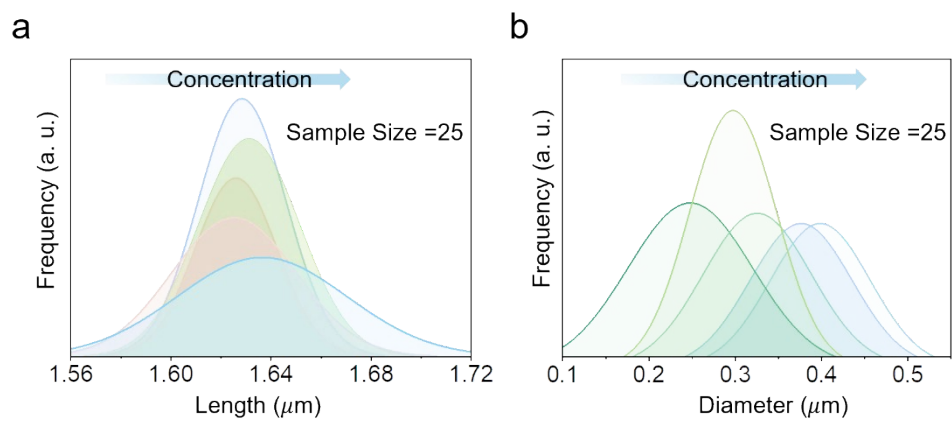 a
Concentration
Sample Size =25
Frequency (a. u.)
1.56 1.60 1.64 1.68 1.72
Length (μm)
b
Concentration
Sample Size =25
Frequency (a. u.)
0.1 0.2 0.3 0.4 0.5
Diameter (μm)